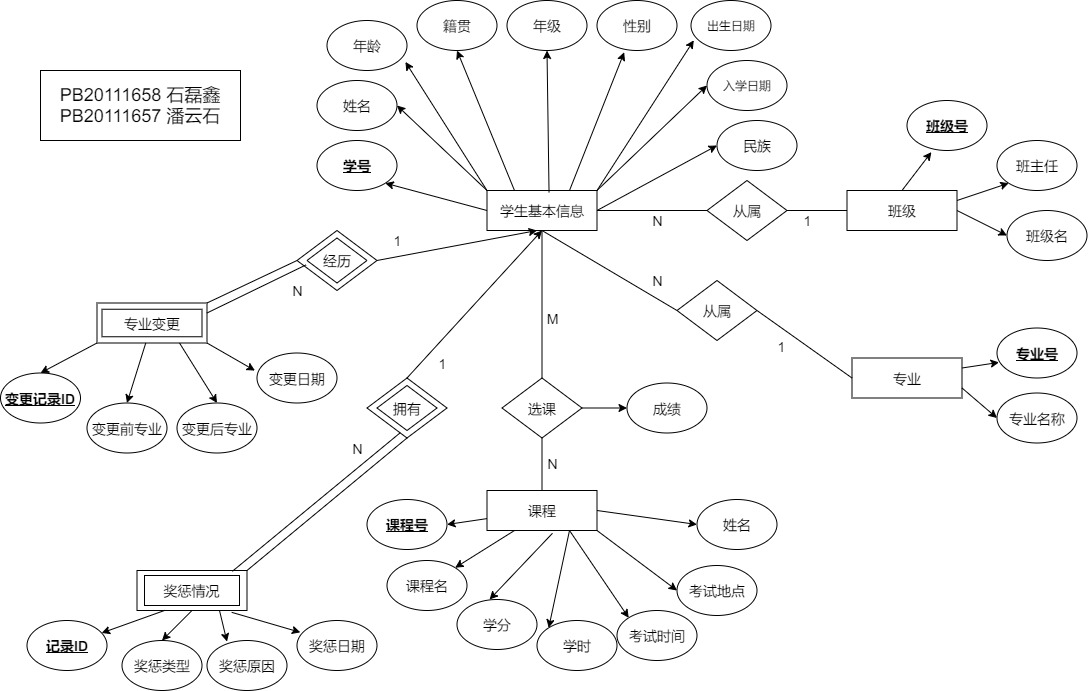 籍贯
年级
性别
出生日期
年龄
入学日期
PB20111658 石磊鑫
PB20111657 潘云石
姓名
民族
班级号
学号
班主任
学生基本信息
N
从属
1
班级
班级名
1
经历
N
N
从属
1
专业变更
M
专业号
专业
变更记录ID
变更日期
1
变更前专业
变更后专业
拥有
选课
成绩
专业名称
N
N
课程号
课程
姓名
课程名
考试地点
奖惩情况
学分
学时
考试时间
记录ID
奖惩类型
奖惩原因
奖惩日期